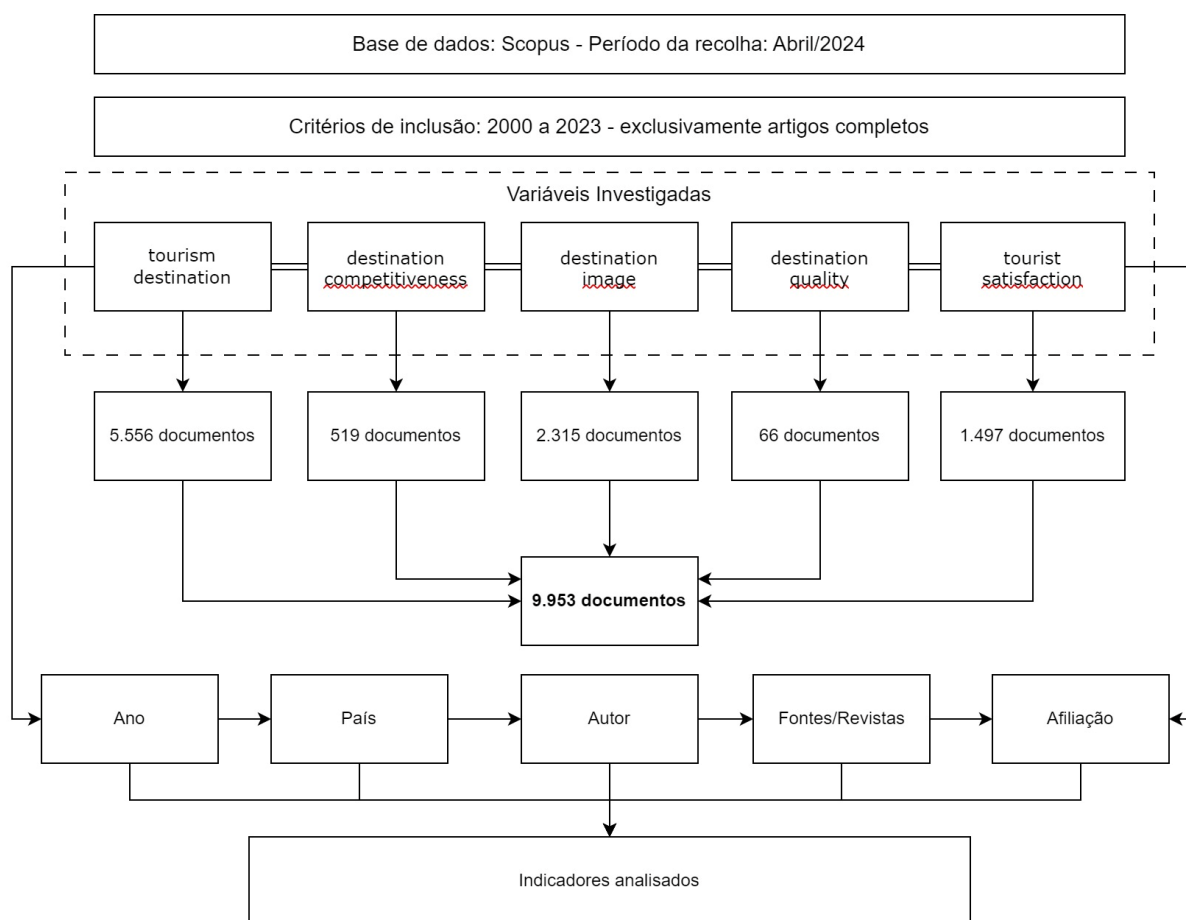 Base de dados: Scopus - Período da recolha: Abril/2024
Critérios de inclusão: 2000 a 2023 - exclusivamente artigos completos
Variáveis Investigadas
tourism
destination
destination
competitiveness
destination
image
destination
quality
tourist
satisfaction
5.556 documentos
519 documentos
2.315 documentos
66 documentos
1.497 documentos
9.953 documentos
Ano
País
Autor
Fontes/Revistas
Afiliação
Indicadores analisados